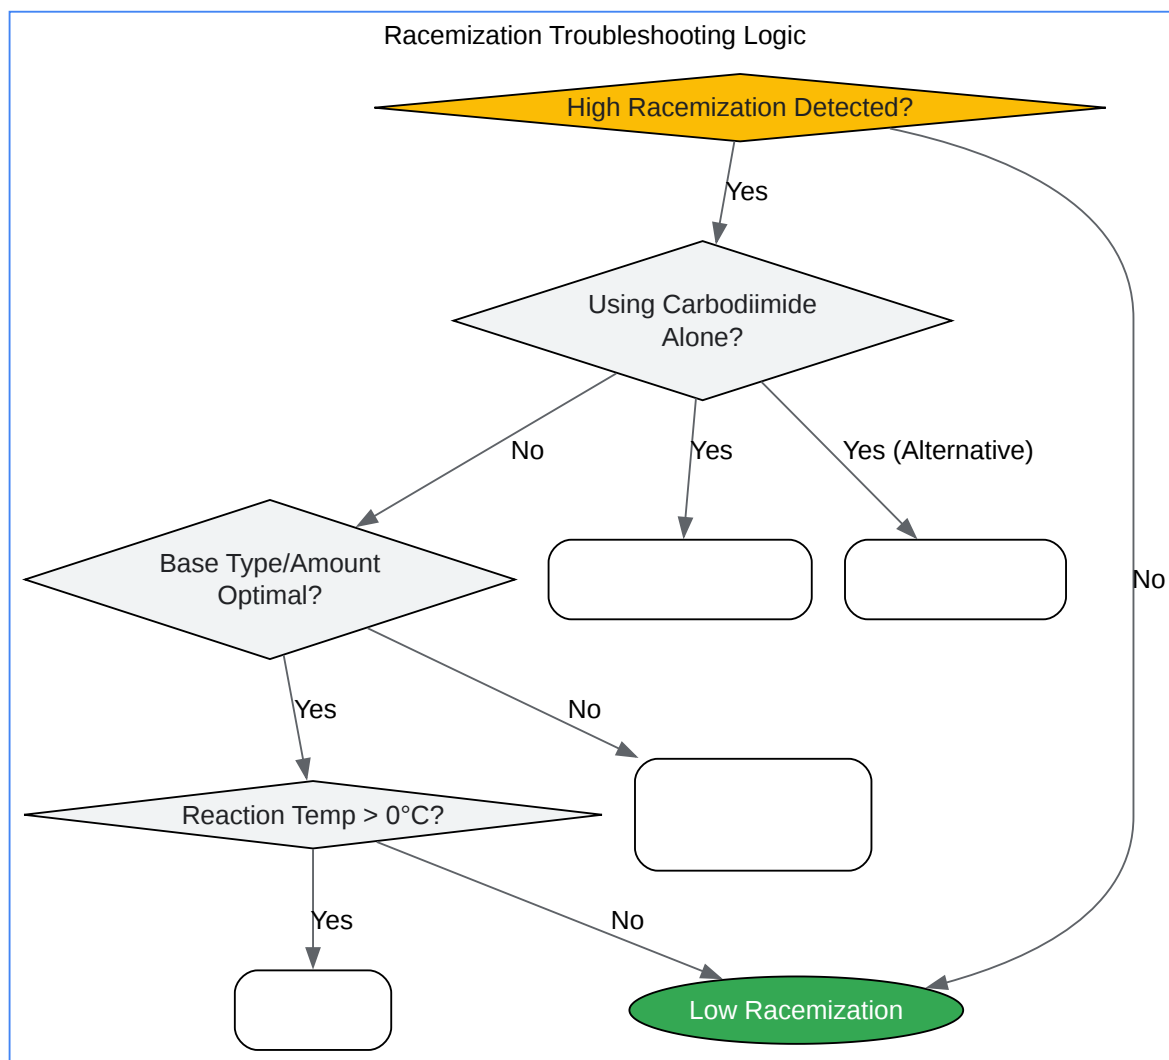 Racemization Troubleshooting Logic
High Racemization Detected?
Yes
Using Carbodiimide
Alone?
No
Yes
Yes (Alternative)
Base Type/Amount
Optimal?
No
Yes
No
Reaction Temp > 0°C?
Yes
No
Low Racemization